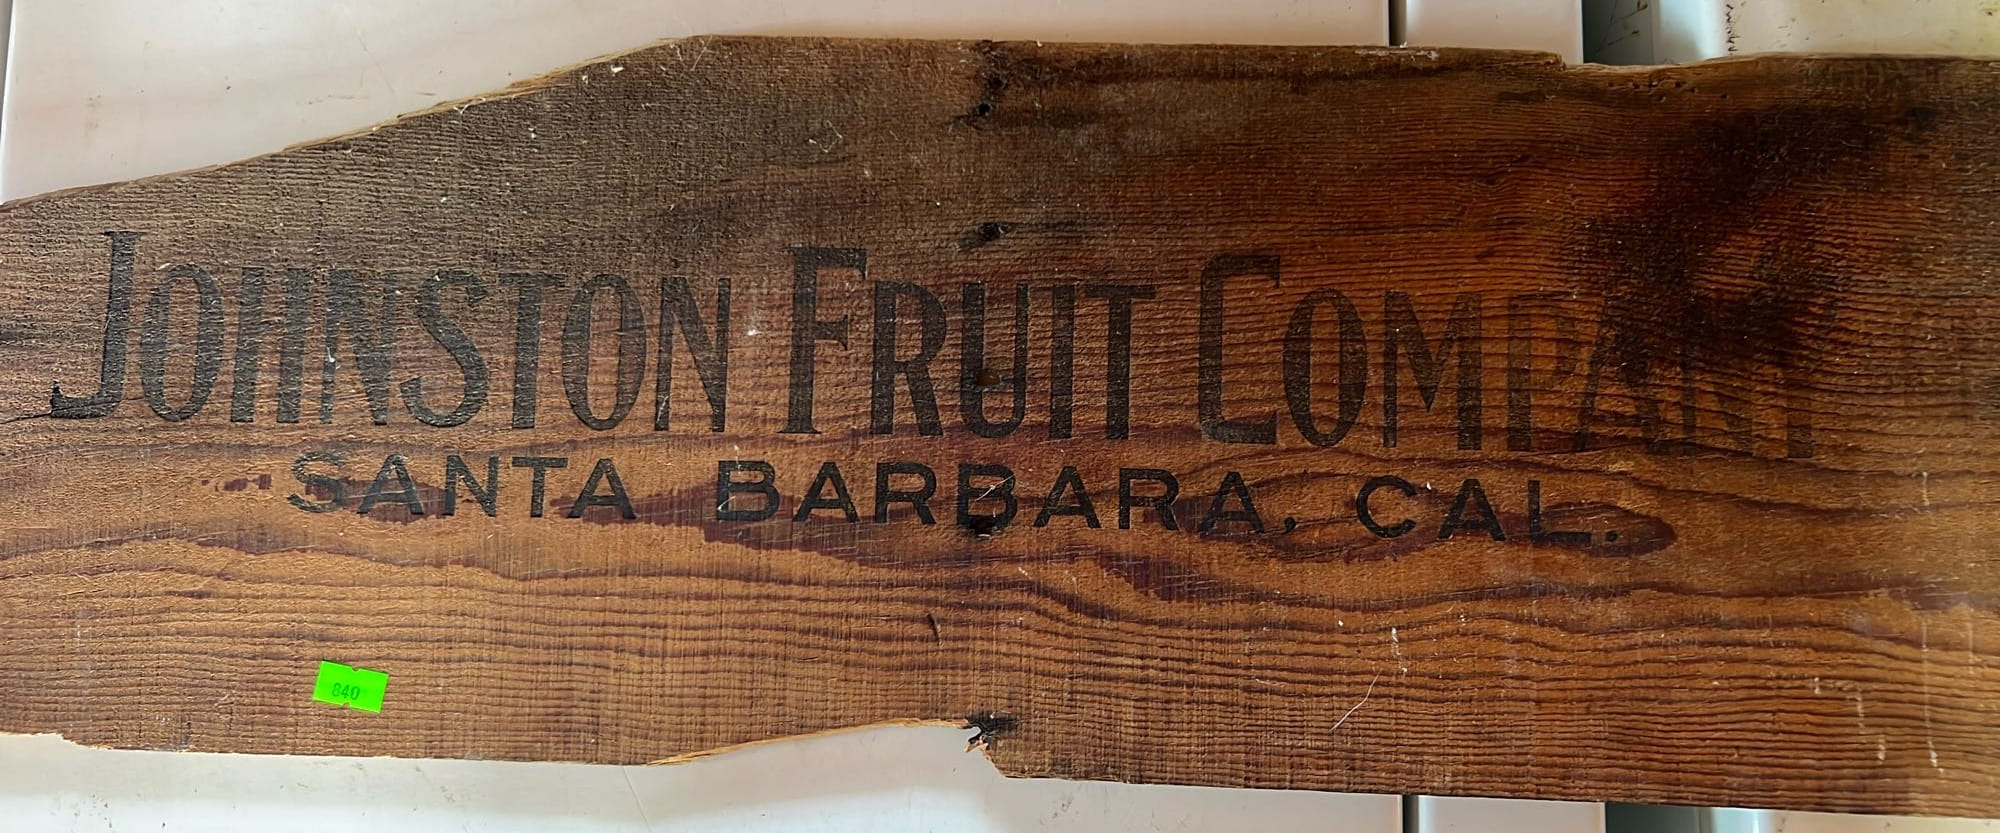 JOHNSTON FRUIT COMPANY
SANTA BARBARA, CAL.
840